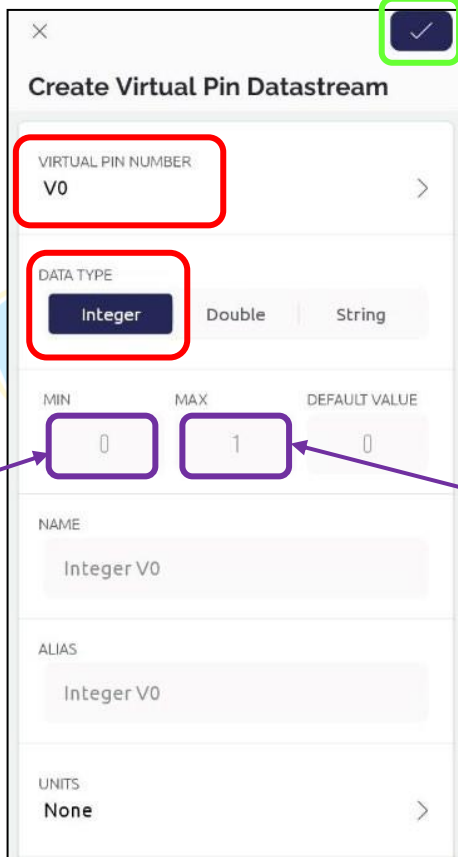 Create Virtual Pin Datastream
VIRTUAL PIN NUMBER
V0
DATA TYPE
Integer Double String
MIN MAX DEFAULT VALUE
0 1 0
NAME
Integer V0
ALIAS
Integer V0
UNITS
None